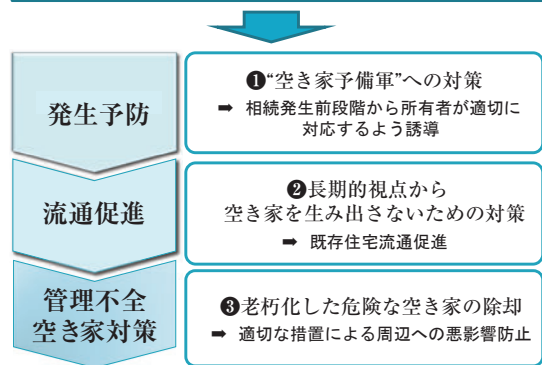 発生予防
❶“空き家予備軍”への対策
➡ 相続発生前段階から所有者が適切に
対応するよう誘導
流通促進
❷長期的視点から
空き家を生み出さないための対策
➡ 既存住宅流通促進
管理不全
空き家対策
❸老朽化した危険な空き家の除却
➡ 適切な措置による周辺への悪影響防止